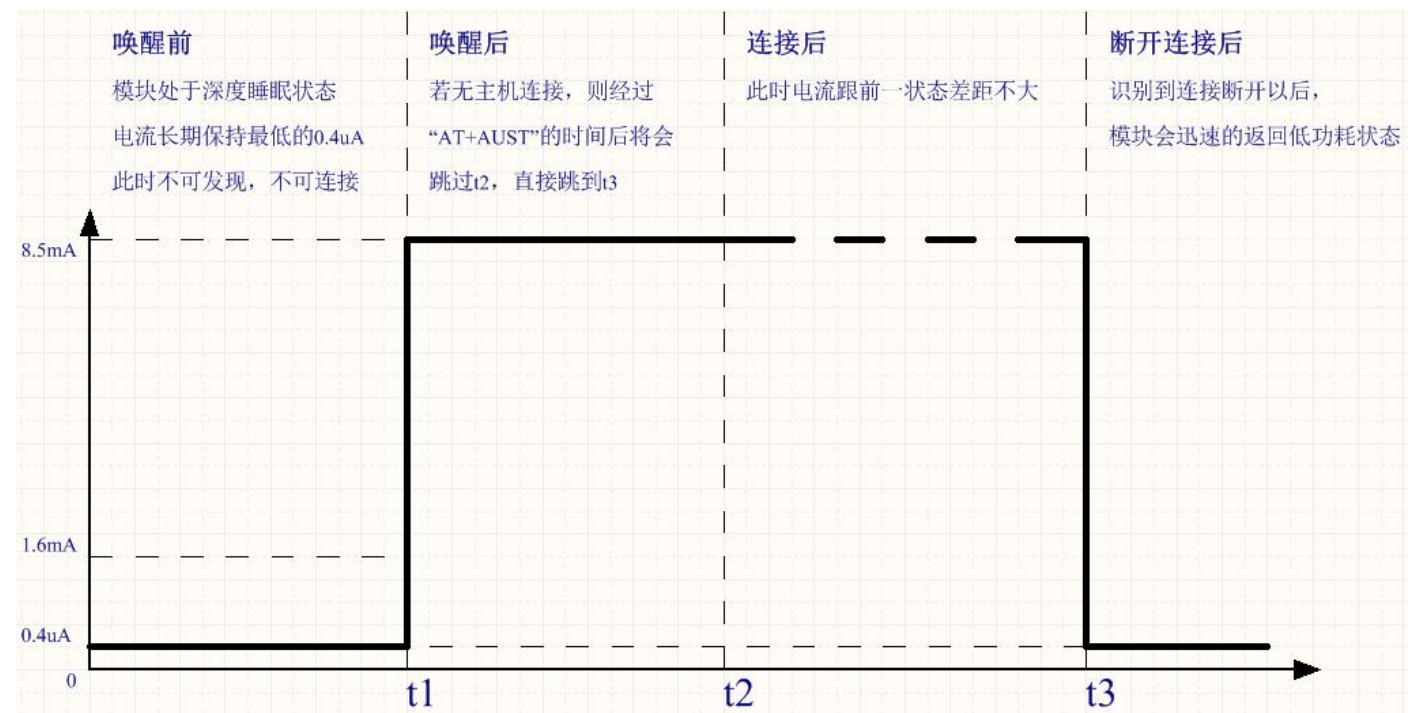 唤醒前
模块处于深度睡眠状态
电流长期保持最低的0.4uA
此时不可发现，不可连接
唤醒后
若无主机连接，则经过
“AT+AUST”的时间后将会
跳过t2，直接跳到t3
连接后
此时电流跟前一状态差距不大
断开连接后
识别到连接断开以后，
模块会迅速的返回低功耗状态
8.5mA
1.6mA
0.4uA
0
t1
t2
t3